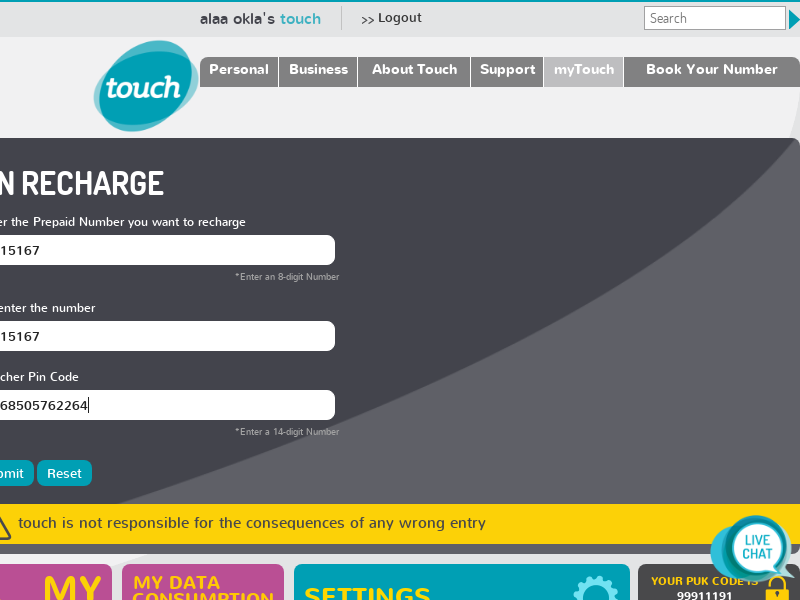 alaa okla's touch >> Logout Search
touch
Personal Business About Touch Support myTouch Book Your Number
N RECHARGE
er the Prepaid Number you want to recharge
15167
*Enter an 8-digit Number
enter the number
15167
cher Pin Code
68505762264
*Enter a 14-digit Number
bmit Reset
touch is not responsible for the consequences of any wrong entry
LIVE
CHAT
MY
MY DATA
CONSUMPTION
SETTINGS
YOUR PUK CODE IS
99911191